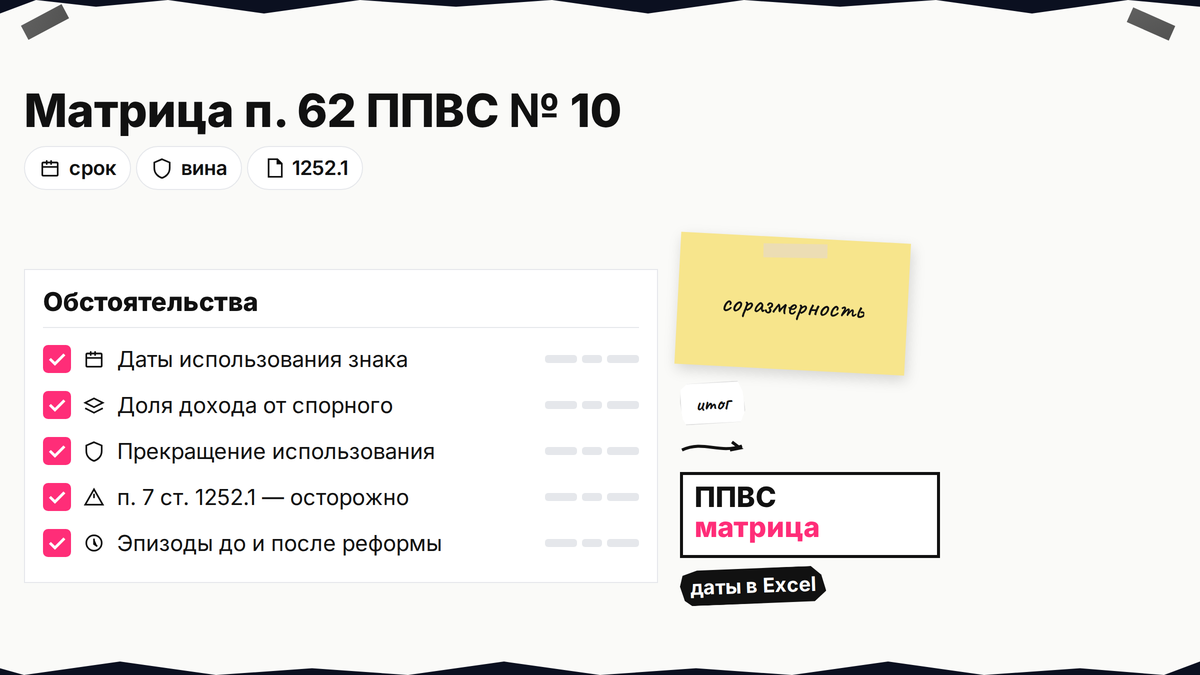 Матрица п. 62 ППВС № 10
срок
вина
1252.1
Обстоятельства
Даты использования знака
Доля дохода от спорного
Прекращение использования
п. 7 ст. 1252.1 — осторожно
Эпизоды до и после реформы
соразмерность
итог
ППВС
матрица
даты в Excel